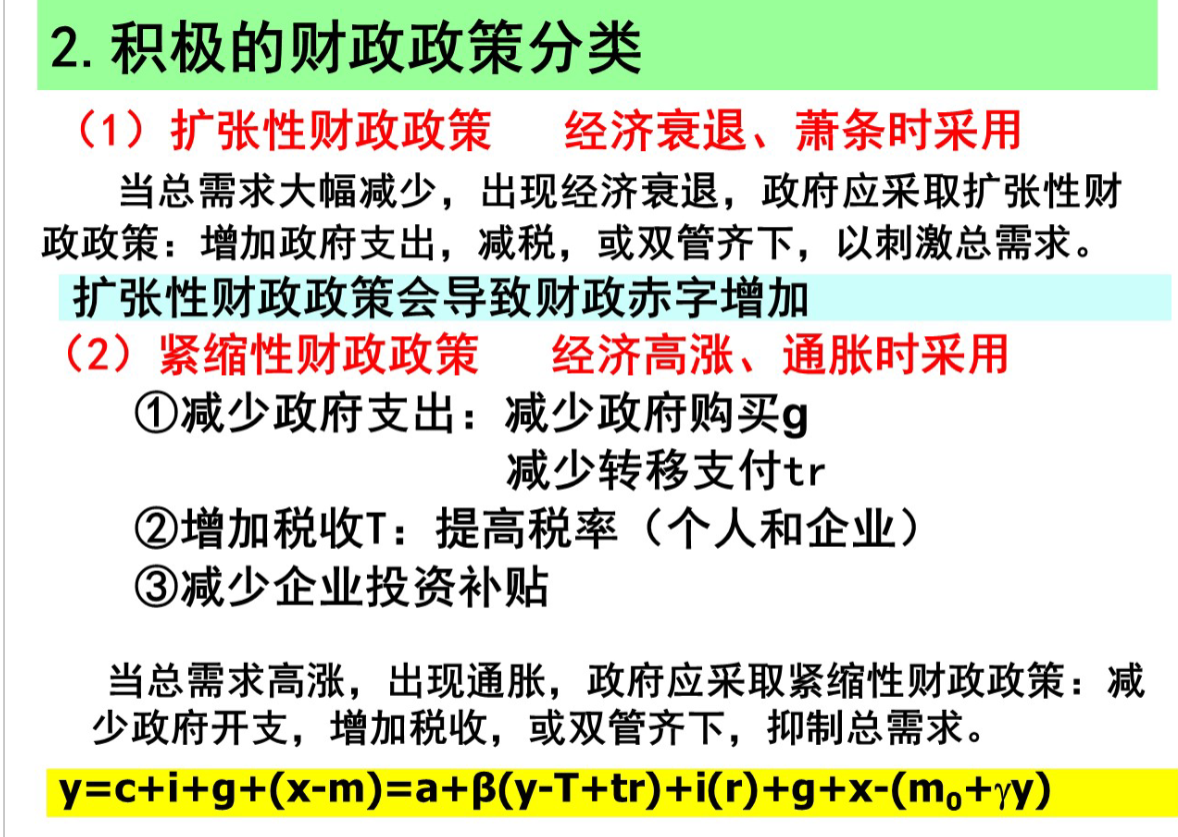 2.积极的财政政策分类
（1）扩张性财政政策 经济衰退、萧条时采用
当总需求大幅减少，出现经济衰退，政府应采取扩张性财
政政策：增加政府支出，减税，或双管齐下，以刺激总需求。
扩张性财政政策会导致财政赤字增加
（2）紧缩性财政政策 经济高涨、通胀时采用
①减少政府支出：减少政府购买g
减少转移支付tr
②增加税收T：提高税率（个人和企业）
③减少企业投资补贴
当总需求高涨，出现通胀，政府应采取紧缩性财政政策：减
少政府开支，增加税收，或双管齐下，抑制总需求。
y=c+i+g+(x-m)=a+β(y-T+tr)+i(r)+g+x-(m₀+γy)